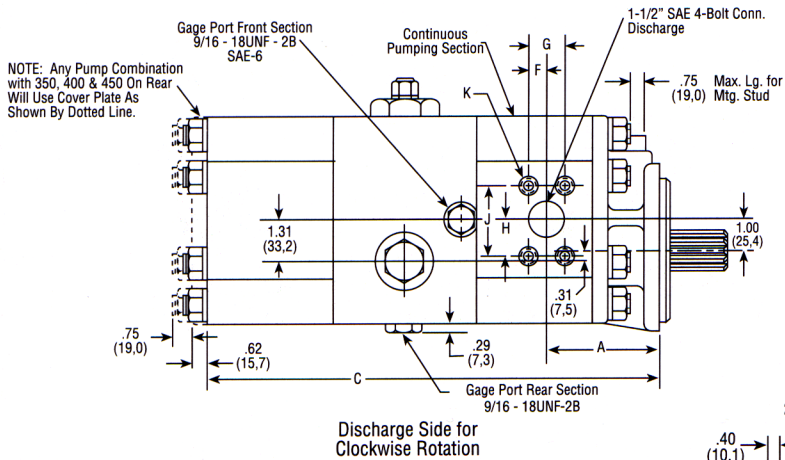 1-1/2" SAE 4-Bolt Conn.
Discharge
Gage Port Front Section
9/16 - 18UNF - 2B
SAE-6
Continuous
Pumping Section
G
F
K
NOTE: Any Pump Combination
with 350, 400 & 450 On Rear
Will Use Cover Plate As
Shown By Dotted Line.
.75
(19,0)
Max. Lg. for
Mtg. Stud
1.31
(33,2)
J
H
1.00
(25,4)
.31
(7,5)
.75
(19,0)
.62
(15,7)
.29
(7,3)
A
C
Gage Port Rear Section
9/16 - 18UNF-2B
Discharge Side for
Clockwise Rotation
.40
(10,1)